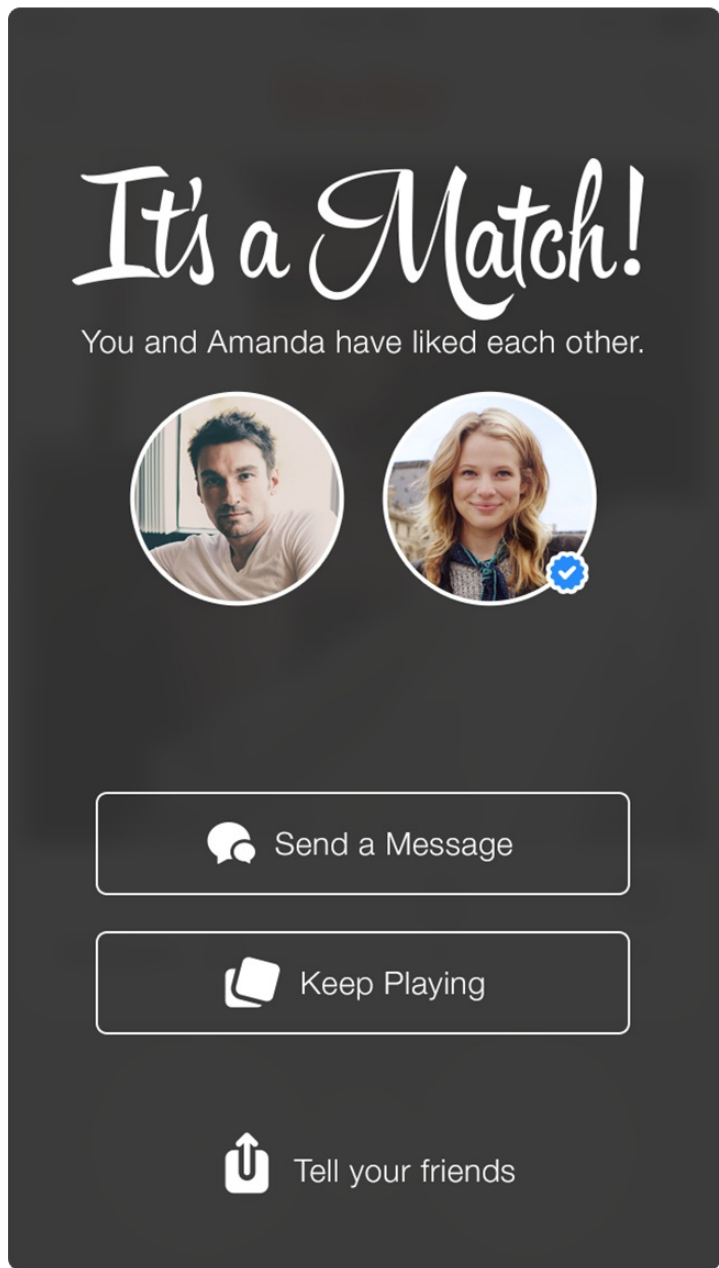 It's a Match!
You and Amanda have liked each other.
Send a Message
Keep Playing
Tell your friends